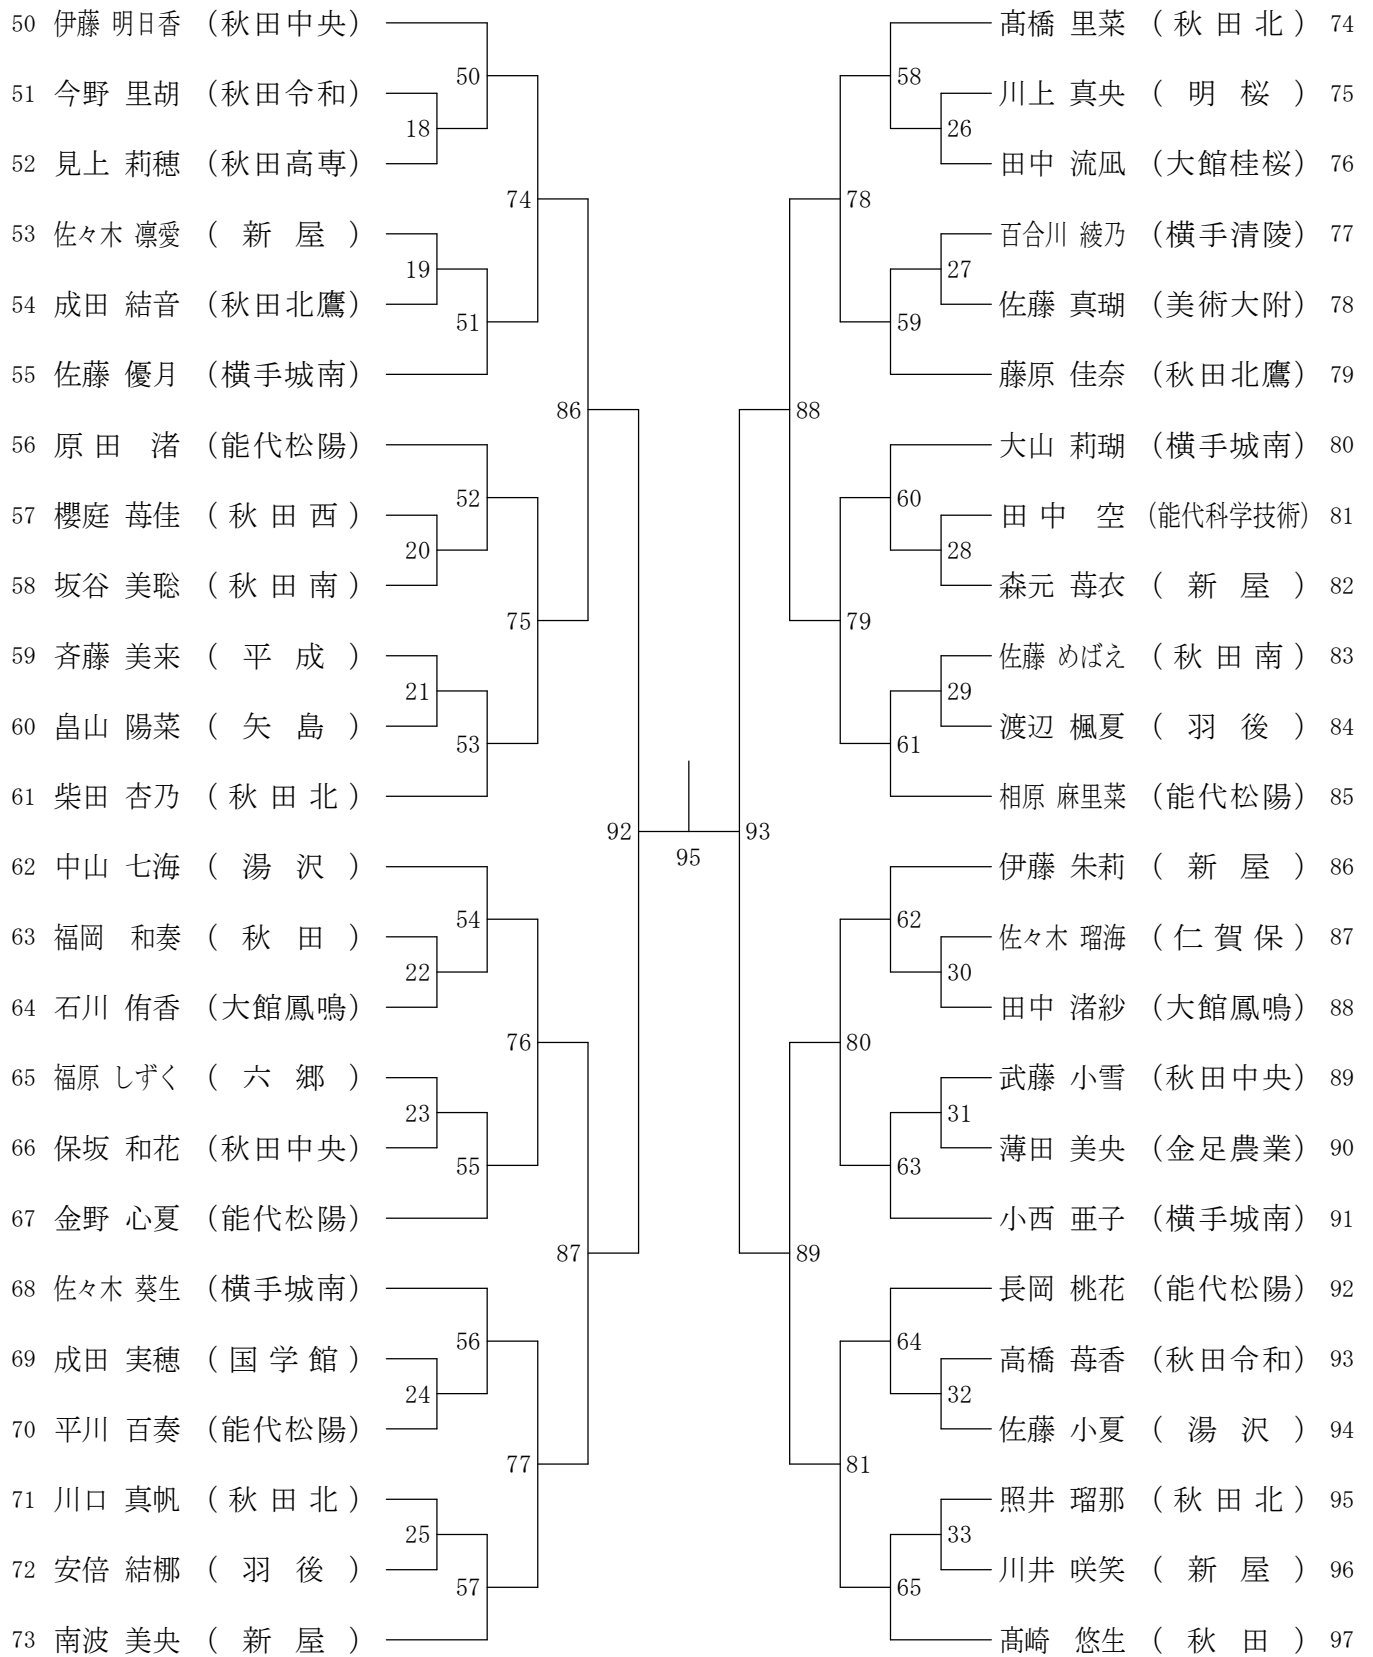 50 伊藤 明日香 (秋田中央)
51 今野 里胡 (秋田令和)
52 見上 莉穂 (秋田高専)
53 佐々木 凛愛 ( 新 屋 )
54 成田 結音 (秋田北鷹)
55 佐藤 優月 (横手城南)
56 原田 渚 (能代松陽)
57 櫻庭 苺佳 ( 秋 田 西 )
58 坂谷 美聡 ( 秋 田 南 )
59 斉藤 美来 ( 平 成 )
60 畠山 陽菜 ( 矢 島 )
61 柴田 杏乃 ( 秋 田 北 )
62 中山 七海 ( 湯 沢 )
63 福岡 和奏 ( 秋 田 )
64 石川 侑香 (大館鳳鳴)
65 福原 しずく ( 六 郷 )
66 保坂 和花 (秋田中央)
67 金野 心夏 (能代松陽)
68 佐々木 葵生 (横手城南)
69 成田 実穂 ( 国 学 館 )
70 平川 百奏 (能代松陽)
71 川口 真帆 ( 秋 田 北 )
72 安倍 結梛 ( 羽 後 )
73 南波 美央 ( 新 屋 )
18
19
20
21
22
23
24
25
50
51
52
53
54
55
56
57
74
75
76
77
86
87
92
95
93
88
89
78
79
80
81
58
59
60
61
62
63
64
65
26
27
28
29
30
31
32
33
髙橋 里菜 ( 秋 田 北 ) 74
川上 真央 ( 明 桜 ) 75
田中 流凪 (大館桂桜) 76
百合川 綾乃 (横手清陵) 77
佐藤 真瑚 (美術大附) 78
藤原 佳奈 (秋田北鷹) 79
大山 莉瑚 (横手城南) 80
田中 空 (能代科学技術) 81
森元 苺衣 ( 新 屋 ) 82
佐藤 めばえ ( 秋 田 南 ) 83
渡辺 楓夏 ( 羽 後 ) 84
相原 麻里菜 (能代松陽) 85
伊藤 朱莉 ( 新 屋 ) 86
佐々木 瑠海 ( 仁 賀 保 ) 87
田中 渚紗 (大館鳳鳴) 88
武藤 小雪 (秋田中央) 89
薄田 美央 (金足農業) 90
小西 亜子 (横手城南) 91
長岡 桃花 (能代松陽) 92
高橋 苺香 (秋田令和) 93
佐藤 小夏 ( 湯 沢 ) 94
照井 瑠那 ( 秋 田 北 ) 95
川井 咲笑 ( 新 屋 ) 96
髙崎 悠生 ( 秋 田 ) 97